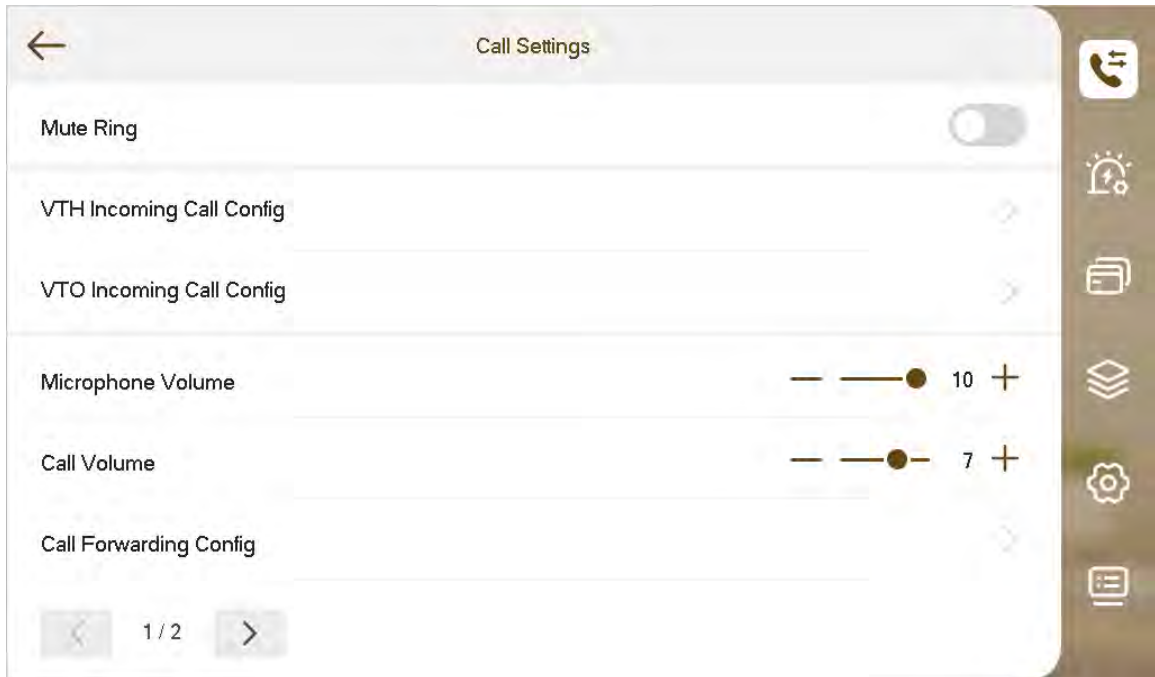 Call Settings
Mute Ring
VTH Incoming Call Config
VTO Incoming Call Config
Microphone Volume 10
Call Volume 7
Call Forwarding Config
1 / 2